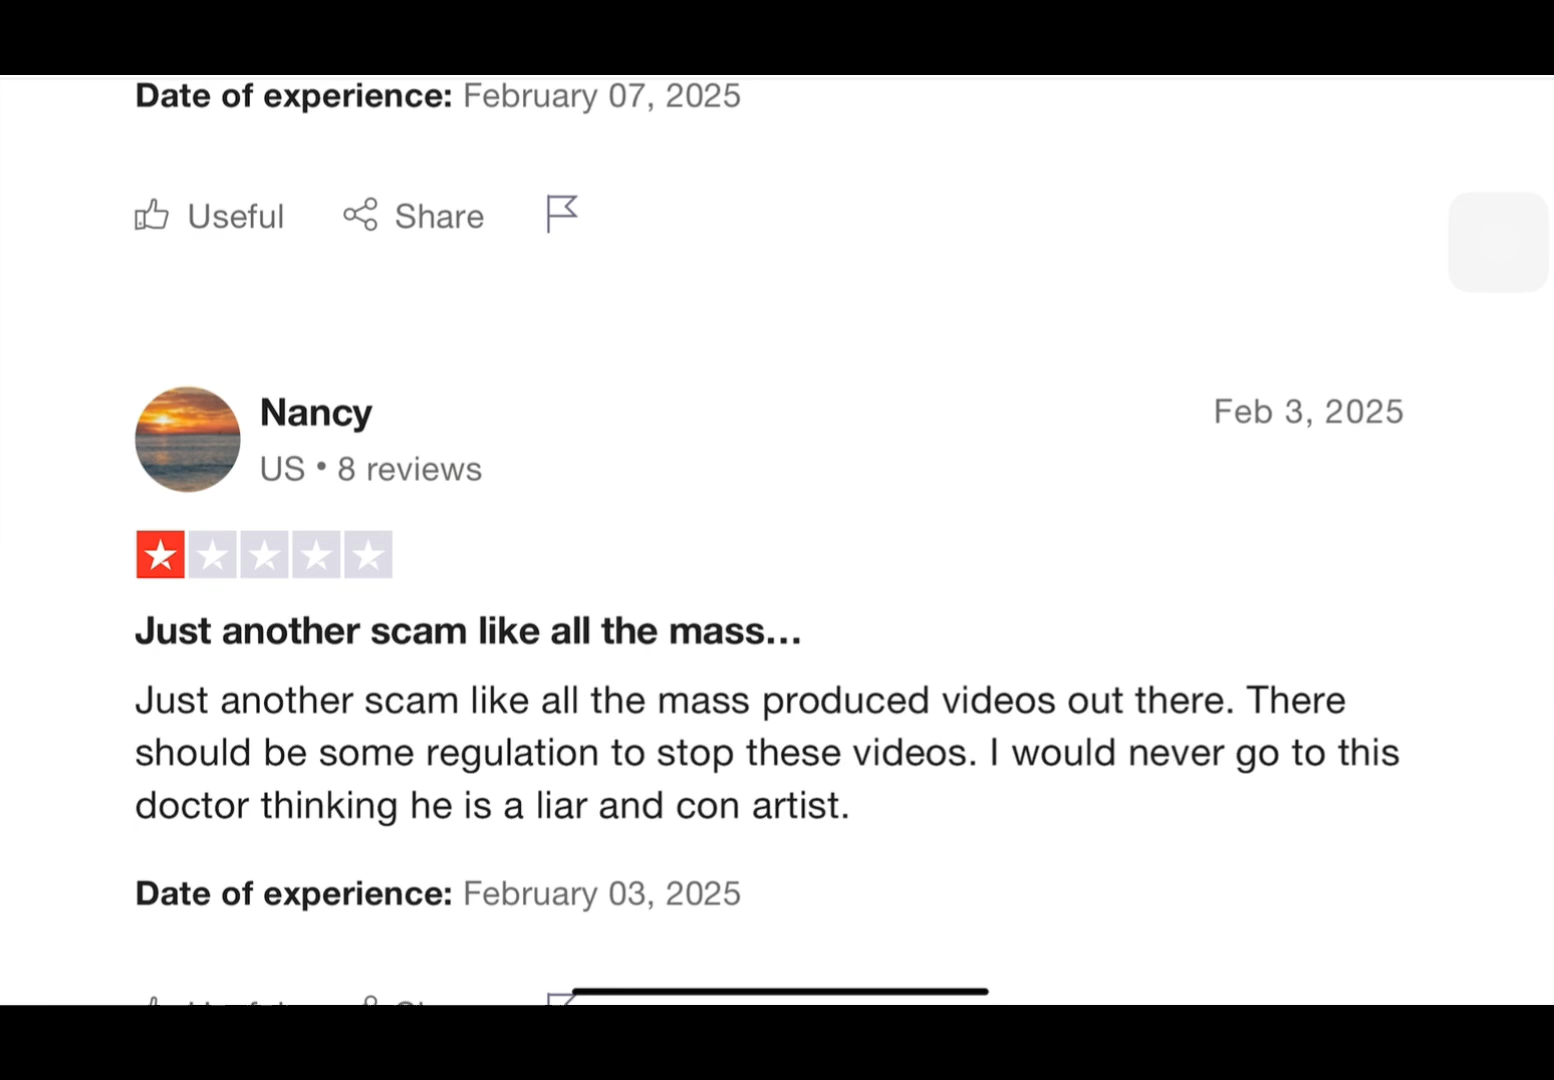 Date of experience: February 07, 2025
Useful Share
Nancy
Feb 3, 2025
US • 8 reviews
Just another scam like all the mass...
Just another scam like all the mass produced videos out there. There
should be some regulation to stop these videos. I would never go to this
doctor thinking he is a liar and con artist.
Date of experience: February 03, 2025